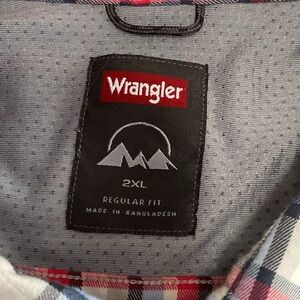 Wrangler
2XL
REGULAR FIT
MADE IN BANGLADESH